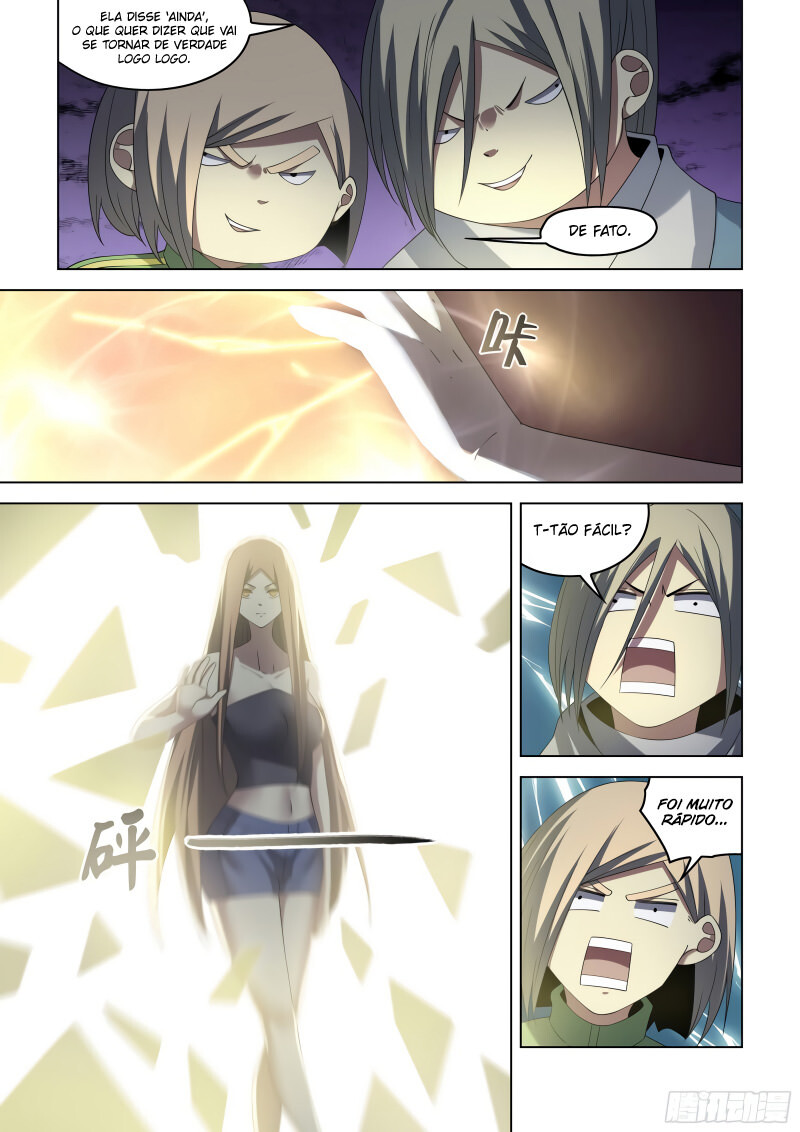 ELA DISSE 'AINDA',
O QUE QUER DIZER QUE VAI
SE TORNAR DE VERDADE
LOGO LOGO.
DE FATO.
咔
T-TÃO FÁCIL?
FOI MUITO
RÁPIDO...
砰
腾讯动漫